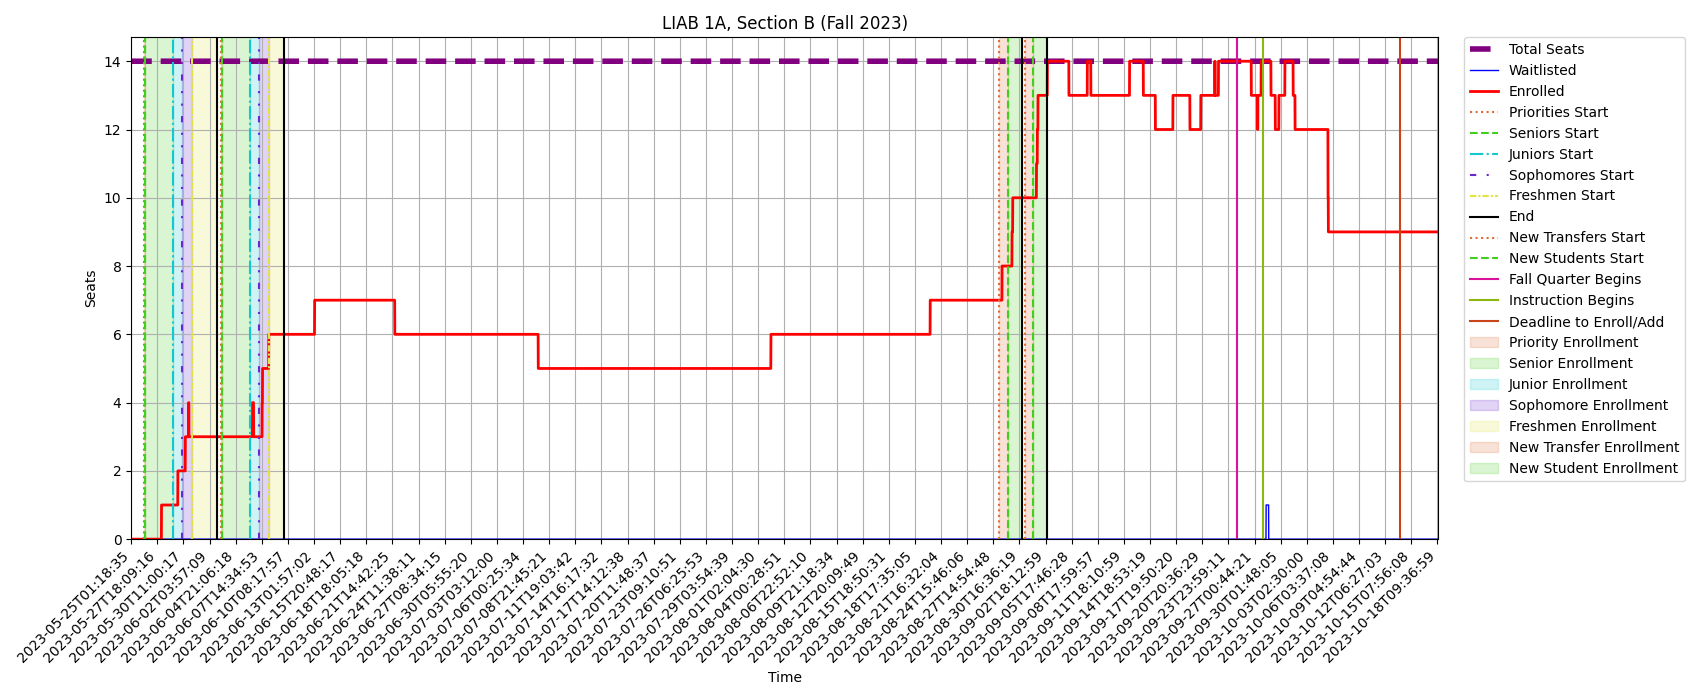 LIAB 1A, Section B (Fall 2023)
Seats
14
12
10
8
6
4
2
0
2023-05-25T01:18:35
2023-05-27T18:09:16
2023-05-30T11:00:17
2023-06-02T03:57:09
2023-06-04T21:06:18
2023-06-07T14:34:53
2023-06-10T08:17:57
2023-06-13T01:57:02
2023-06-15T20:48:17
2023-06-18T18:05:18
2023-06-21T14:42:25
2023-06-24T11:38:11
2023-06-27T08:34:15
2023-06-30T05:55:20
2023-07-03T03:12:00
2023-07-06T00:25:34
2023-07-08T21:45:21
2023-07-11T19:03:42
2023-07-14T16:17:32
2023-07-17T14:12:38
2023-07-20T11:48:37
2023-07-23T09:10:51
2023-07-26T06:25:53
2023-07-29T03:54:39
2023-08-01T02:04:30
2023-08-04T00:28:51
2023-08-06T22:52:10
2023-08-09T21:18:34
2023-08-12T20:09:49
2023-08-15T18:50:31
2023-08-18T17:35:05
2023-08-21T16:32:04
2023-08-24T15:46:06
2023-08-27T14:54:48
2023-08-30T16:36:19
2023-09-02T18:12:59
2023-09-05T17:46:28
2023-09-08T17:59:57
2023-09-11T18:10:59
2023-09-14T18:53:19
2023-09-17T19:50:20
2023-09-20T20:36:29
2023-09-23T23:59:11
2023-09-27T00:44:21
2023-09-30T01:48:05
2023-10-03T02:30:00
2023-10-06T03:37:08
2023-10-09T04:54:44
2023-10-12T06:27:03
2023-10-15T07:56:08
2023-10-18T09:36:59
Time
Total Seats
Waitlisted
Enrolled
Priorities Start
Seniors Start
Juniors Start
Sophomores Start
Freshmen Start
End
New Transfers Start
New Students Start
Fall Quarter Begins
Instruction Begins
Deadline to Enroll/Add
Priority Enrollment
Senior Enrollment
Junior Enrollment
Sophomore Enrollment
Freshmen Enrollment
New Transfer Enrollment
New Student Enrollment